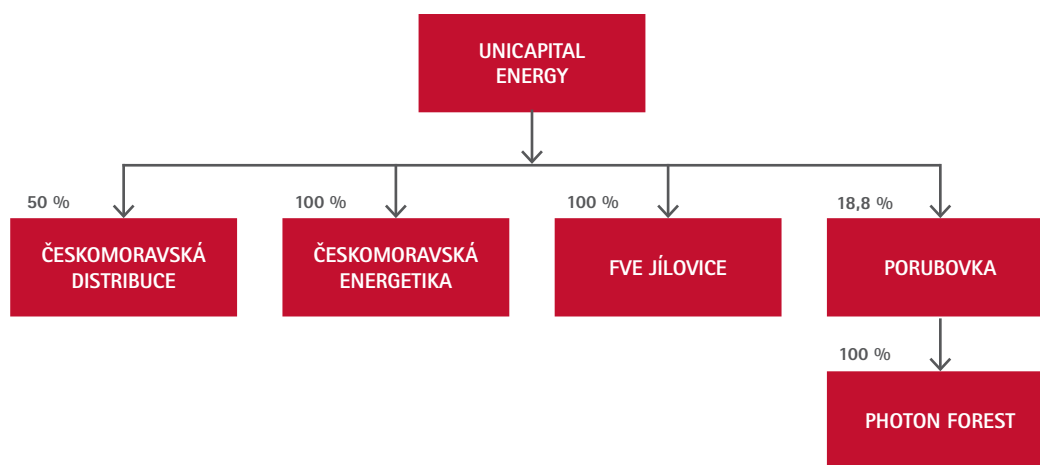 UNICAPITAL
ENERGY
50 %
100 %
100 %
18,8 %
ČESKOMORAVSKÁ
DISTRIBUCE
ČESKOMORAVSKÁ
ENERGETIKA
FVE JÍLOVICE
PORUBOVKA
100 %
PHOTON FOREST